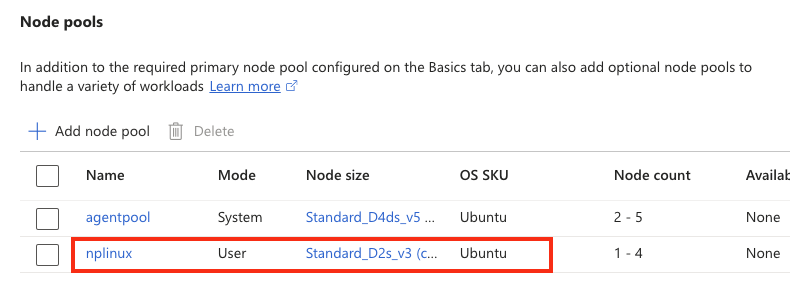 Node pools
In addition to the required primary node pool configured on the Basics tab, you can also add optional node pools to
handle a variety of workloads Learn more
Add node pool Delete
Name Mode Node size OS SKU Node count Availab
agentpool System Standard_D4ds_v5 ... Ubuntu 2 - 5 None
nplinux User Standard_D2s_v3 (c... Ubuntu 1 - 4 None